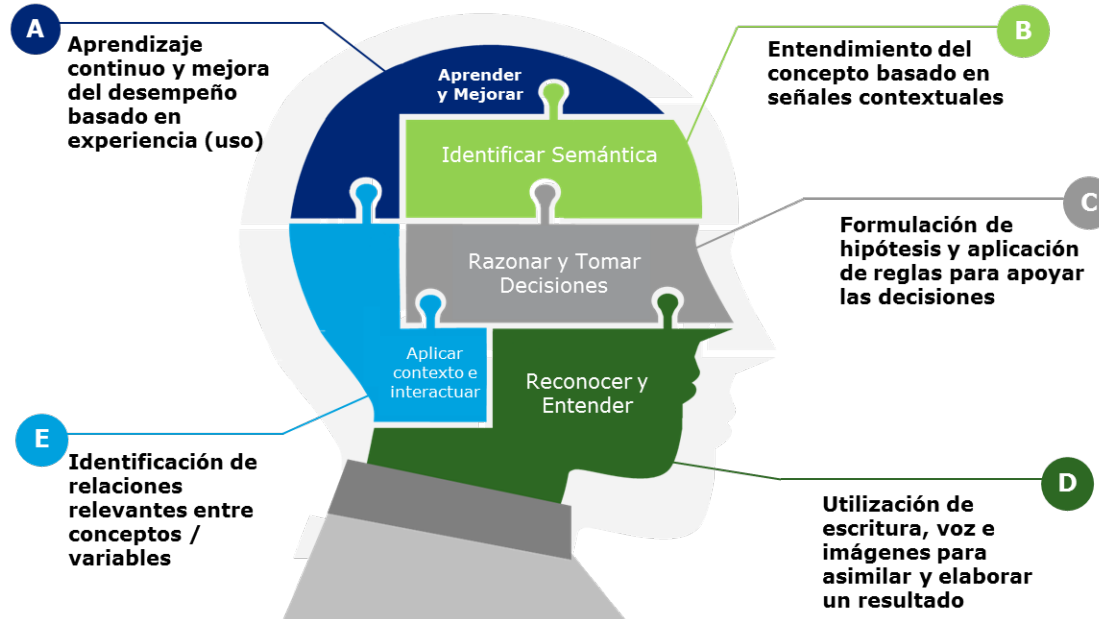 A
Aprendizaje
continuo y mejora
del desempeño
basado en
experiencia (uso)
Aprender
y Mejorar
B
Entendimiento del
concepto basado en
señales contextuales
Identificar Semántica
C
Formulación de
hipótesis y aplicación
de reglas para apoyar
las decisiones
Razonar y Tomar
Decisiones
Aplicar
contexto e
interactuar
Reconocer y
Entender
E
Identificación de
relaciones
relevantes entre
conceptos /
variables
D
Utilización de
escritura, voz e
imágenes para
asimilar y elaborar
un resultado